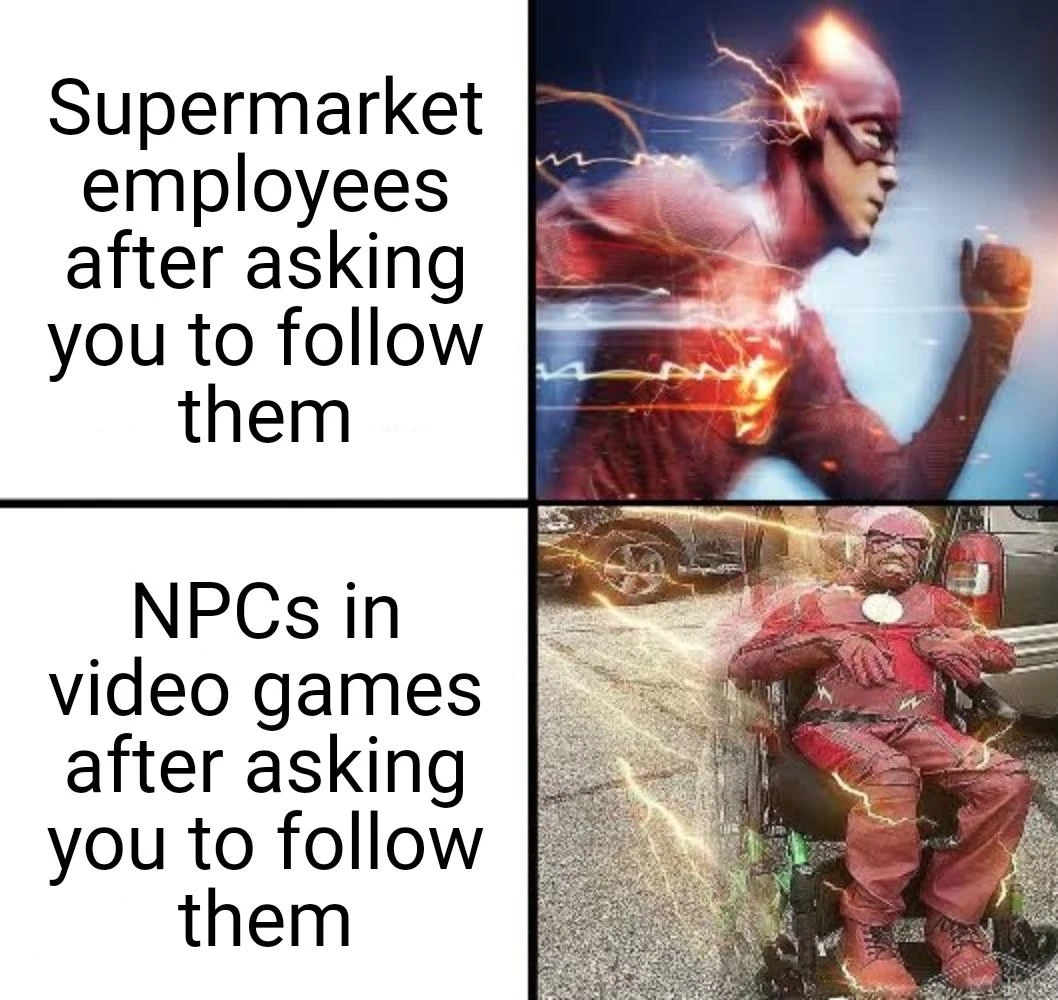 Supermarket
employees
after asking
you to follow
them
NPCs in
video games
after asking
you to follow
them